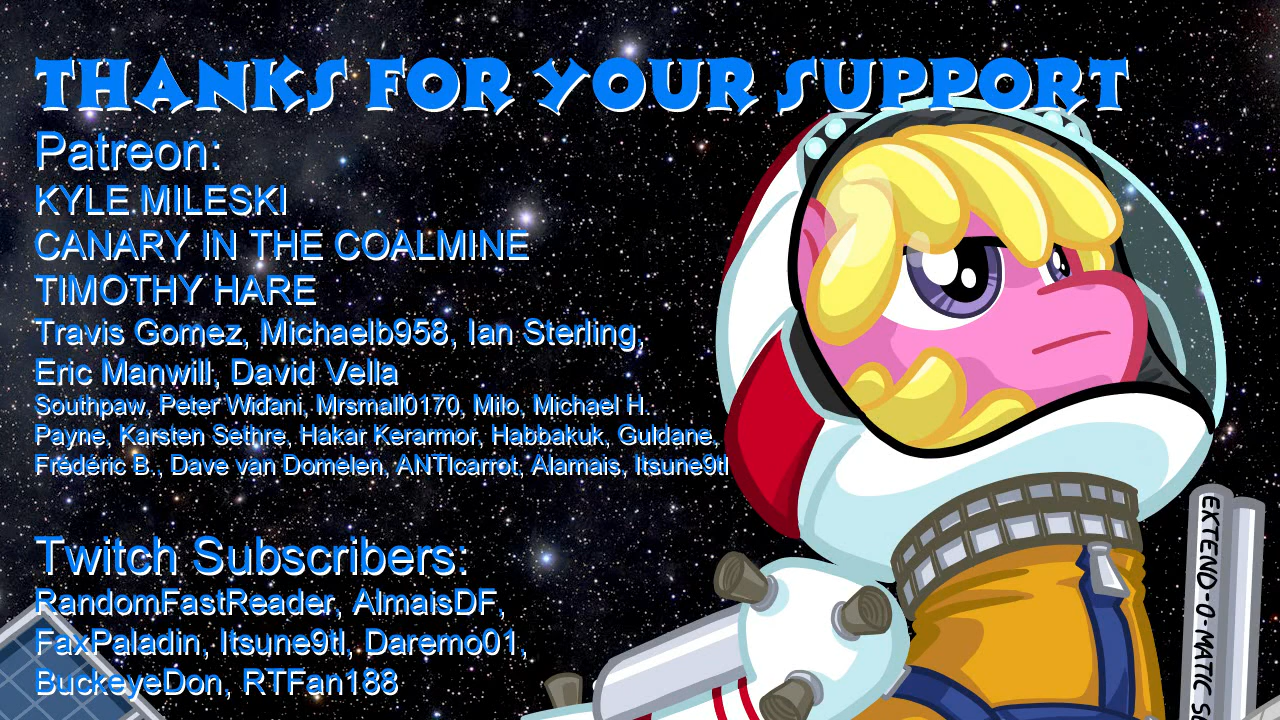 THANKS FOR YOUR SUPPORT
Patreon:
KYLE MILESKI
CANARY IN THE COALMINE
TIMOTHY HARE
Travis Gomez, Michaelb958, Ian Sterling,
Eric Manwill, David Vella
Southpaw, Peter Widani, Mrsmall0170, Milo, Michael H.
Payne, Karsten Sethre, Hakar Kerarmor, Habbakuk, Guldane,
Frédéric B., Dave van Domelen, ANTIcarrot, Alamais, Itsune9tl
Twitch Subscribers:
RandomFastReader, AlmaisDF,
FaxPaladin, Itsune9tl, Daremo01,
BuckeyeDon, RTFan188
EXTEND-O-MATIC